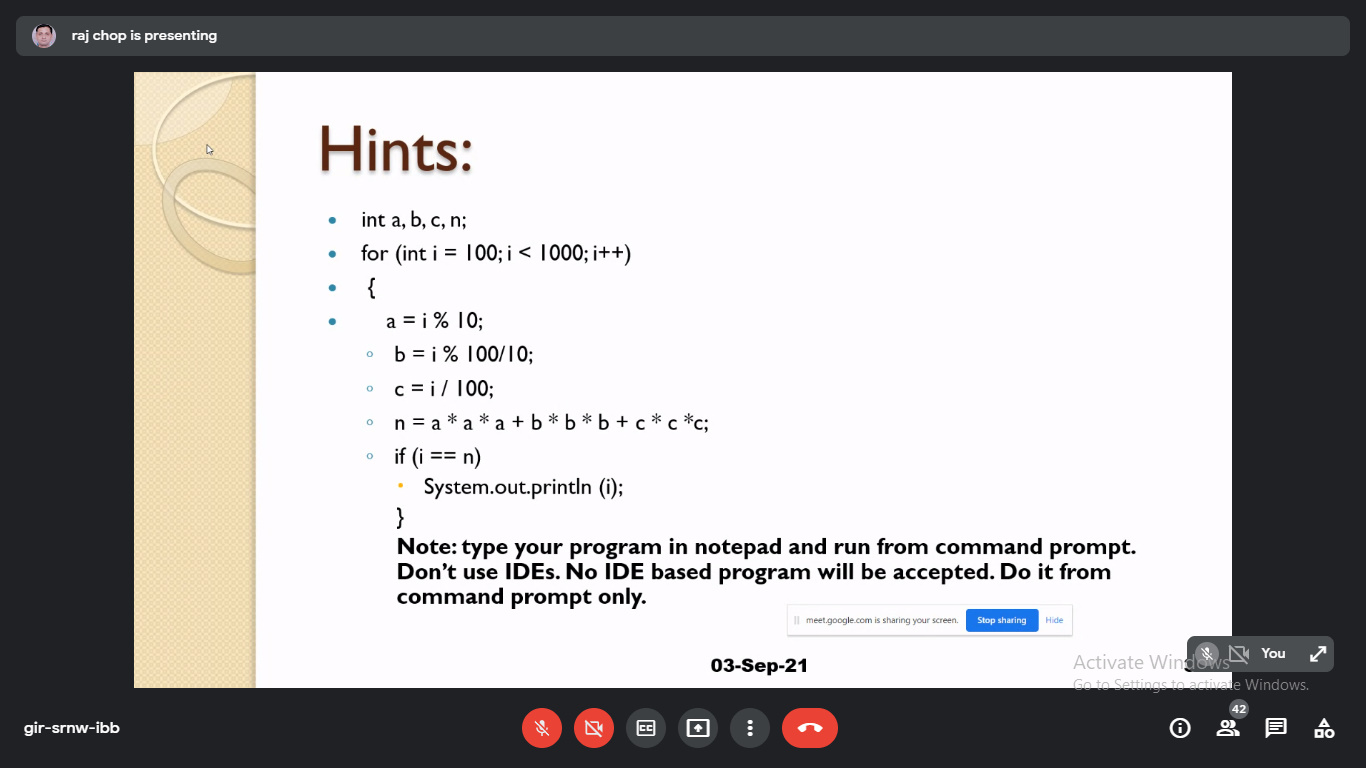 raj chop is presenting
Hints:
int a, b, c, n;
for (int i = 100; i < 1000; i++)
{
a = i % 10;
b = i % 100/10;
c = i / 100;
n = a * a * a + b * b * b + c * c *c;
if (i == n)
System.out.println (i);
}
Note: type your program in notepad and run from command prompt.
Don't use IDEs. No IDE based program will be accepted. Do it from
command prompt only.
meet.google.com is sharing your screen. Stop sharing Hide
03-Sep-21
You
Activate Windows
Go to Settings to activate Windows.
gir-srnw-ibb
CC
42